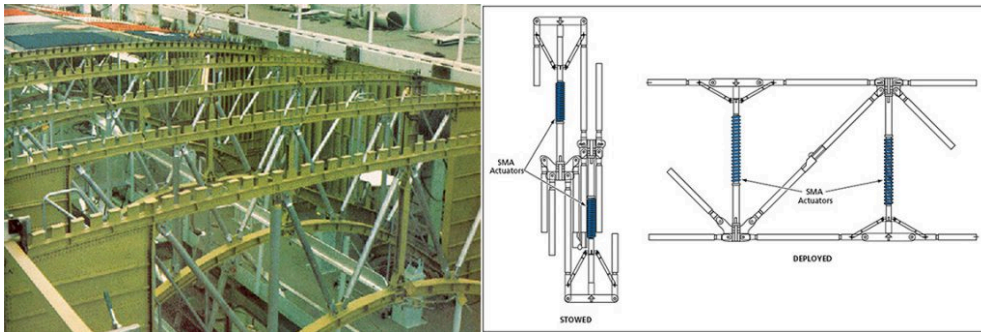 SMA
Actuators
STOWED
SMA
Actuators
DEPLOYED